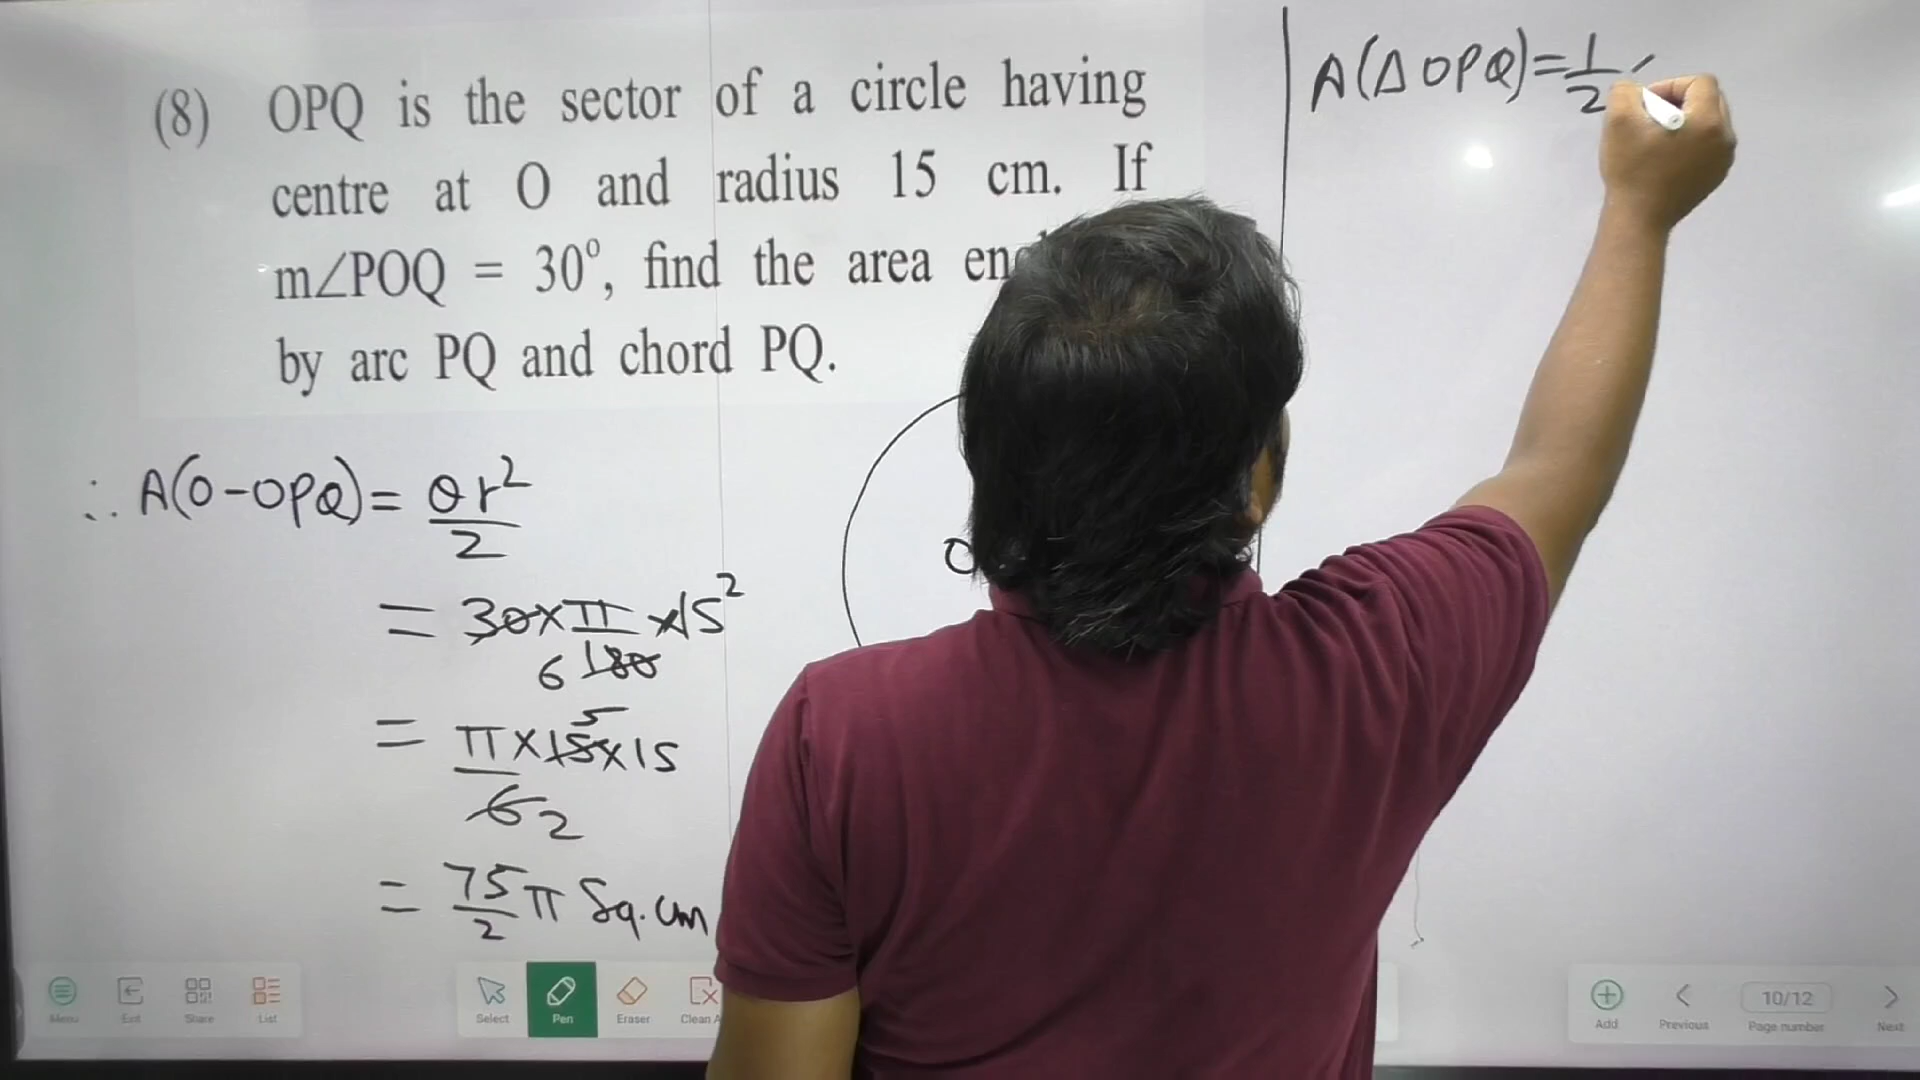 (8) OPQ is the sector of a circle having
centre at O and radius 15 cm. If
m∠POQ = 30°, find the area
by arc PQ and chord PQ.
∴ A(O-OPQ) = θr²/2
= 30×π/180 ×15²
6
= π×15×15/6
5
2
= 75/2 π Sq.cm
O
A(Δ OPQ) = 1/2
Menu Exit Share List
Select Pen Eraser Clean
Add Previous 10/12 Page number Next